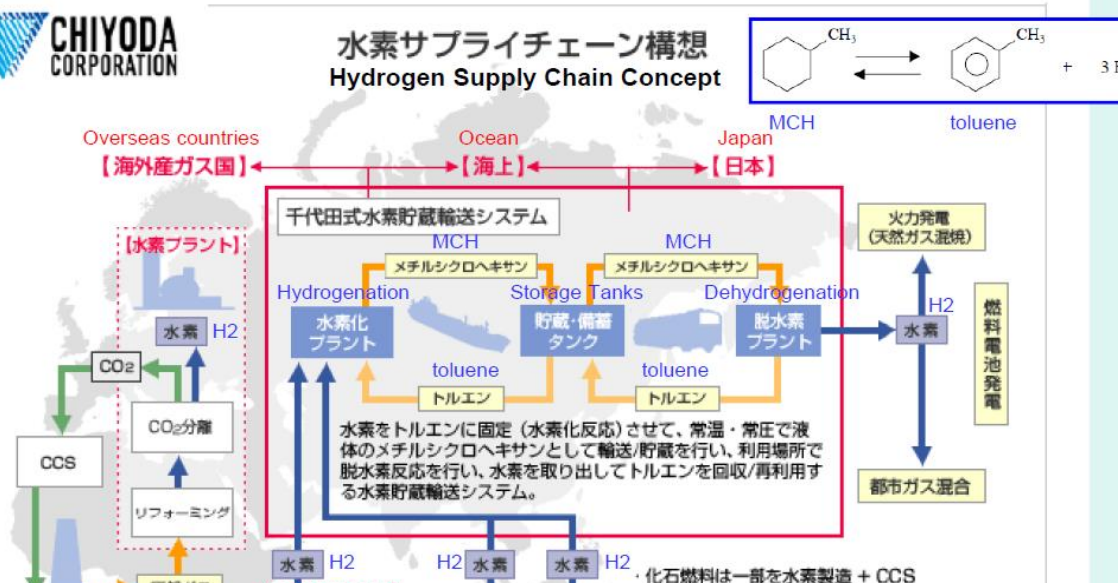 CHIYODA
CORPORATION
水素サプライチェーン構想
Hydrogen Supply Chain Concept
CH3
CH3
+ 3
MCH
toluene
Overseas countries
Ocean
Japan
【海外産ガス国】
【海上】
【日本】
千代田式水素貯蔵輸送システム
【水素プラント】
MCH
MCH
メチルシクロヘキサン
メチルシクロヘキサン
Hydrogenation
Storage Tanks
Dehydrogenation
水素化
プラント
貯蔵・備蓄
タンク
脱水素
プラント
toluene
toluene
トルエン
トルエン
水素をトルエンに固定（水素化反応）させて、常温・常圧で液
体のメチルシクロヘキサンとして輸送/貯蔵を行い、利用場所で
脱水素反応を行い、水素を取り出してトルエンを回収/再利用す
る水素貯蔵輸送システム。
水素 H2
CO2
CO2分離
CCS
リフォーミング
火力発電
(天然ガス混焼)
H2
水素
燃料電池発電
都市ガス混合
水素 H2
H2 水素
水素 H2
・化石燃料は一部を水素製造 + CCS